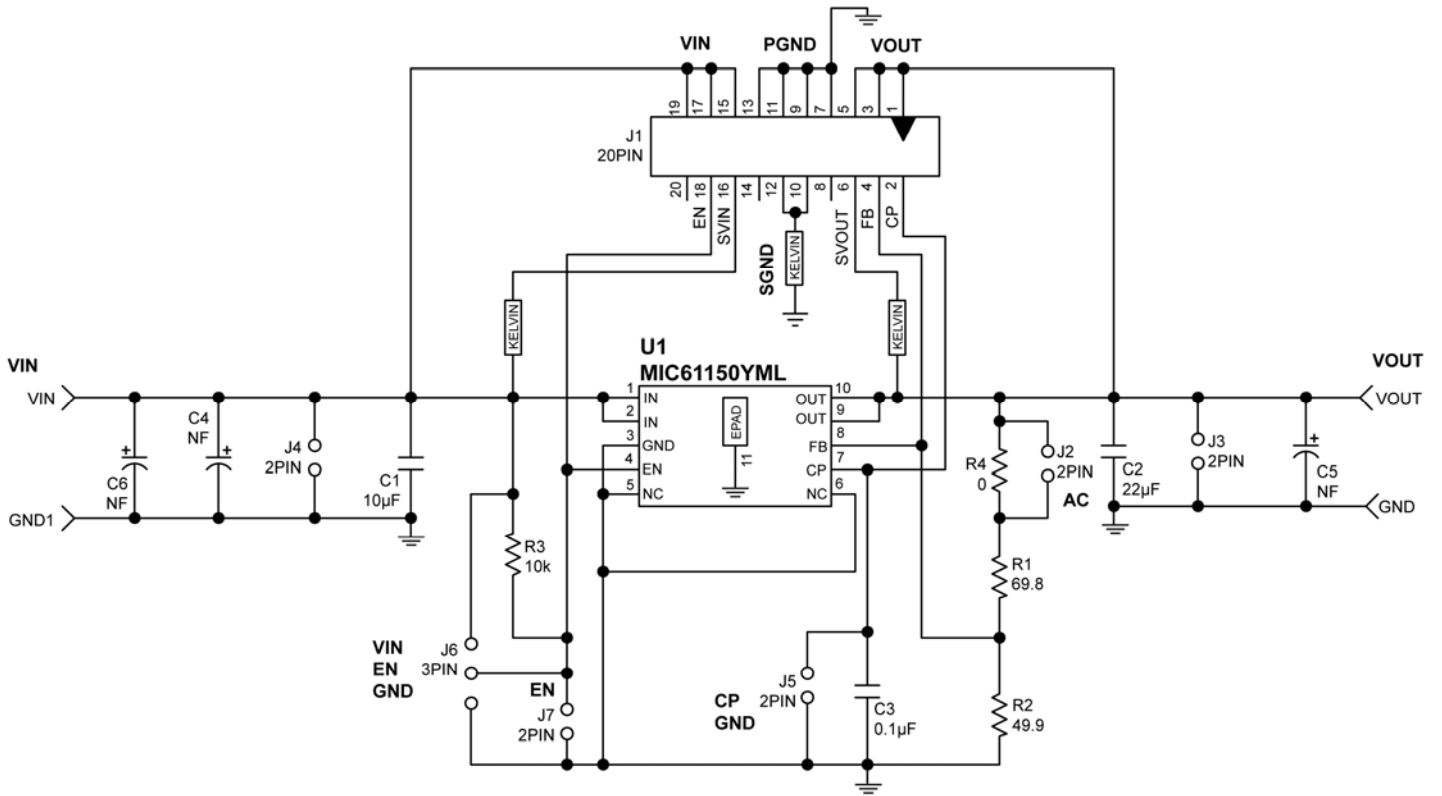 VIN PGND VOUT
19 17 15 13 11 9 7 5 3 1
J1
20PIN
20 18 16 14 12 10 8 6 4 2
EN SVIN SVOUT FB CP
SGND
KELVIN
KELVIN
KELVIN
U1
MIC61150YML
VIN
VIN
GND1
C6
NF
C4
NF
J4
2PIN
C1
10µF
1 IN
2 IN
3 GND
4 EN
5 NC
EPAD
11
OUT 10
OUT 9
FB 8
CP 7
NC 6
R4
0
J2
2PIN
AC
C2
22µF
J3
2PIN
C5
NF
VOUT
VOUT
GND
R3
10k
R1
69.8
VIN
EN
GND
J6
3PIN
EN
J7
2PIN
CP
GND
J5
2PIN
C3
0.1µF
R2
49.9